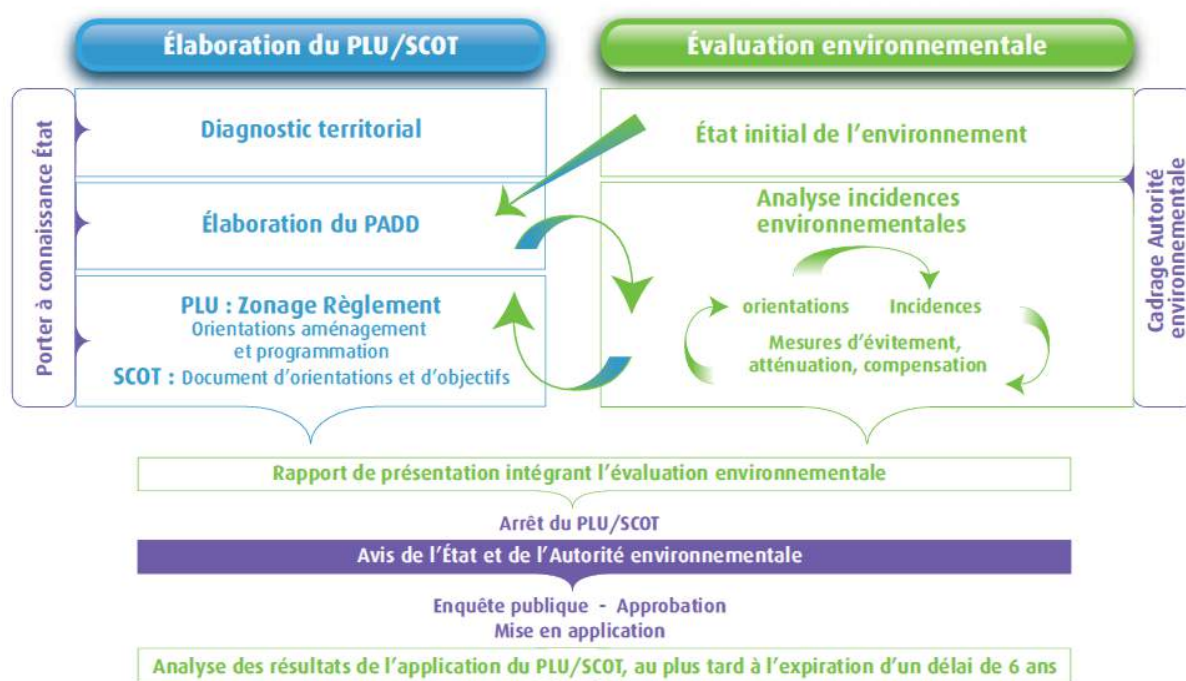 Élaboration du PLU/SCOT
Évaluation environnementale
Porter à connaissance État
Diagnostic territorial
État initial de l'environnement
Élaboration du PADD
Analyse incidences
environnementales
PLU : Zonage Règlement
Orientations aménagement
et programmation
SCOT : Document d'orientations et d'objectifs
orientations
Incidences
Mesures d'évitement,
atténuation, compensation
Cadrage Autorité
environnementale
Rapport de présentation intégrant l'évaluation environnementale
Arrêt du PLU/SCOT
Avis de l'État et de l'Autorité environnementale
Enquête publique - Approbation
Mise en application
Analyse des résultats de l'application du PLU/SCOT, au plus tard à l'expiration d'un délai de 6 ans